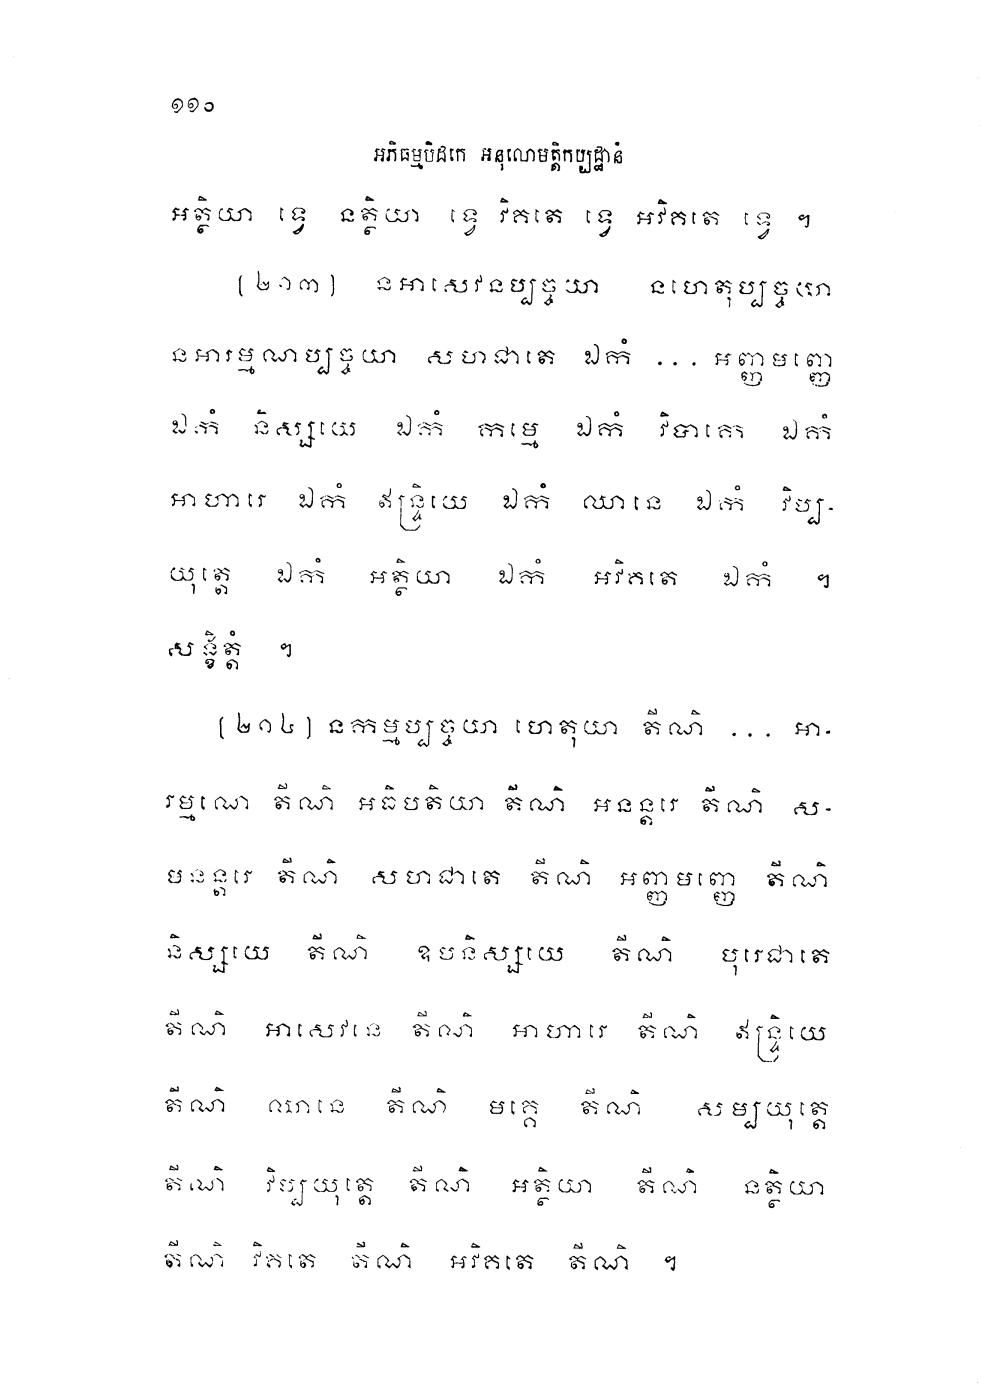 ១១០
អភិធម្មបិដកេ អនុលោមត្តិកប្បដ្ឋានំ
អត្ថិយា ទ្វេ នត្ថិយា ទ្វេ វិគតេ ទ្វេ អវិគតេ ទ្វេ ។
(២១៣) នអាសេវនប្បច្ចយា នហេតុប្បច្ចយា
នអារម្មណប្បច្ចយា សហជាតេ ឯកំ ... អញ្ញមញ្ញេ
ឯកំ និស្សយេ ឯកំ កម្មេ ឯកំ វិបាកេ ឯកំ
អាហារេ ឯកំ ឥន្ទ្រិយេ ឯកំ ឈានេ ឯកំ វិប្ប-
យុត្តេ ឯកំ អត្ថិយា ឯកំ អវិគតេ ឯកំ ។
សង្ខិត្តំ ។
(២១៤) នកម្មប្បច្ចយា ហេតុយា តីណិ ... អា-
រម្មណេ តីណិ អធិបតិយា តីណិ អនន្តរេ តីណិ ស-
មនន្តរេ តីណិ សហជាតេ តីណិ អញ្ញមញ្ញេ តីណិ
និស្សយេ តីណិ ឧបនិស្សយេ តីណិ បុរេជាតេ
តីណិ អាសេវនេ តីណិ អាហារេ តីណិ ឥន្ទ្រិយេ
តីណិ ឈានេ តីណិ មគ្គេ តីណិ សម្បយុត្តេ
តីណិ វិប្បយុត្តេ តីណិ អត្ថិយា តីណិ នត្ថិយា
តីណិ វិគតេ តីណិ អវិគតេ តីណិ ។